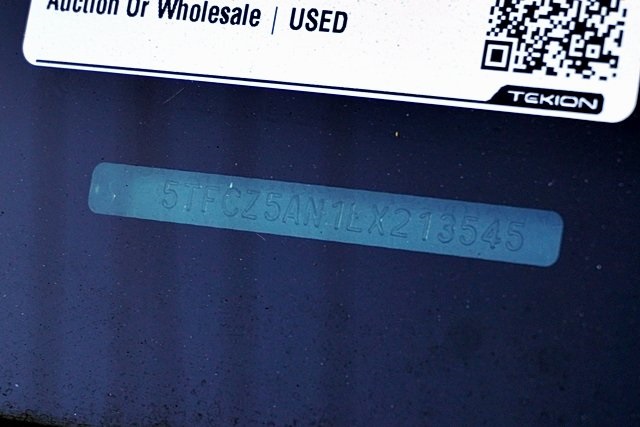 Auction Or Wholesale | USED
TEKION
5TFCZ5AN1LX213545